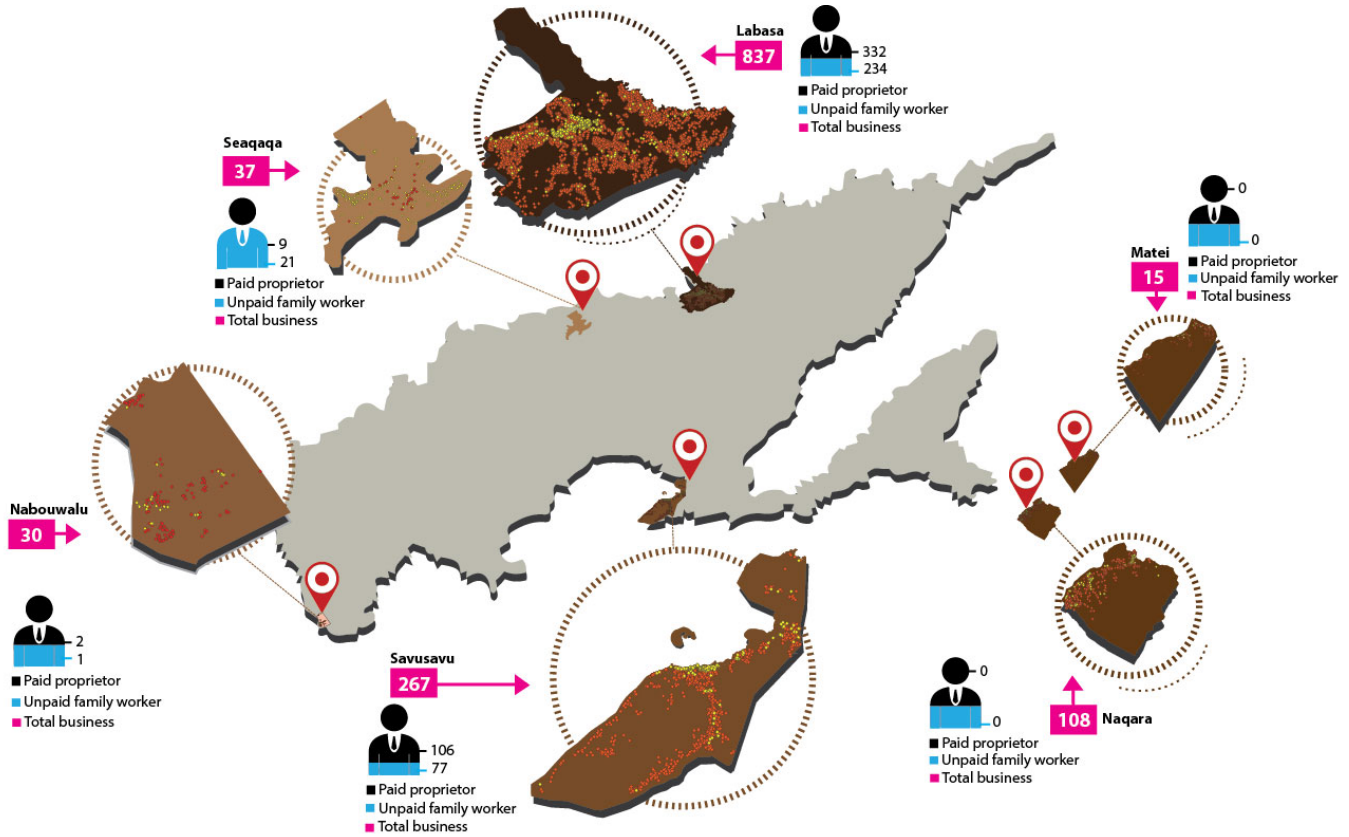 Labasa
837
332
234
Paid proprietor
Unpaid family worker
Total business
Seaqaqa
37
9
21
Paid proprietor
Unpaid family worker
Total business
0
0
Matei
15
Paid proprietor
Unpaid family worker
Total business
Nabouwalu
30
2
1
Paid proprietor
Unpaid family worker
Total business
Savusavu
267
106
77
Paid proprietor
Unpaid family worker
Total business
0
0
108 Naqara
Paid proprietor
Unpaid family worker
Total business